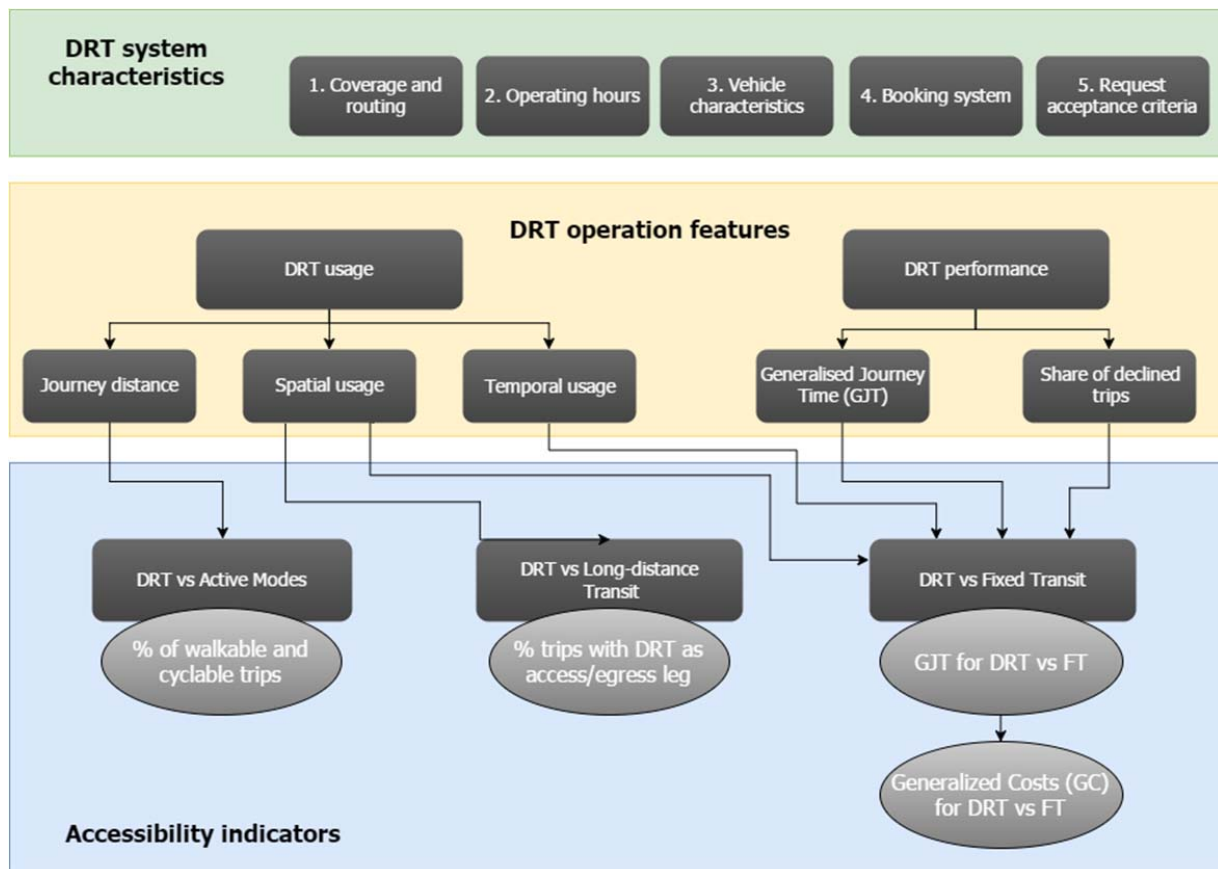 DRT system
characteristics
1. Coverage and
routing
2. Operating hours
3. Vehicle
characteristics
4. Booking system
5. Request
acceptance criteria
DRT operation features
DRT usage
DRT performance
Journey distance
Spatial usage
Temporal usage
Generalised Journey
Time (GJT)
Share of declined
trips
DRT vs Active Modes
DRT vs Long-distance
Transit
DRT vs Fixed Transit
% of walkable and
cyclable trips
% trips with DRT as
access/egress leg
GJT for DRT vs FT
Generalized Costs (GC)
for DRT vs FT
Accessibility indicators